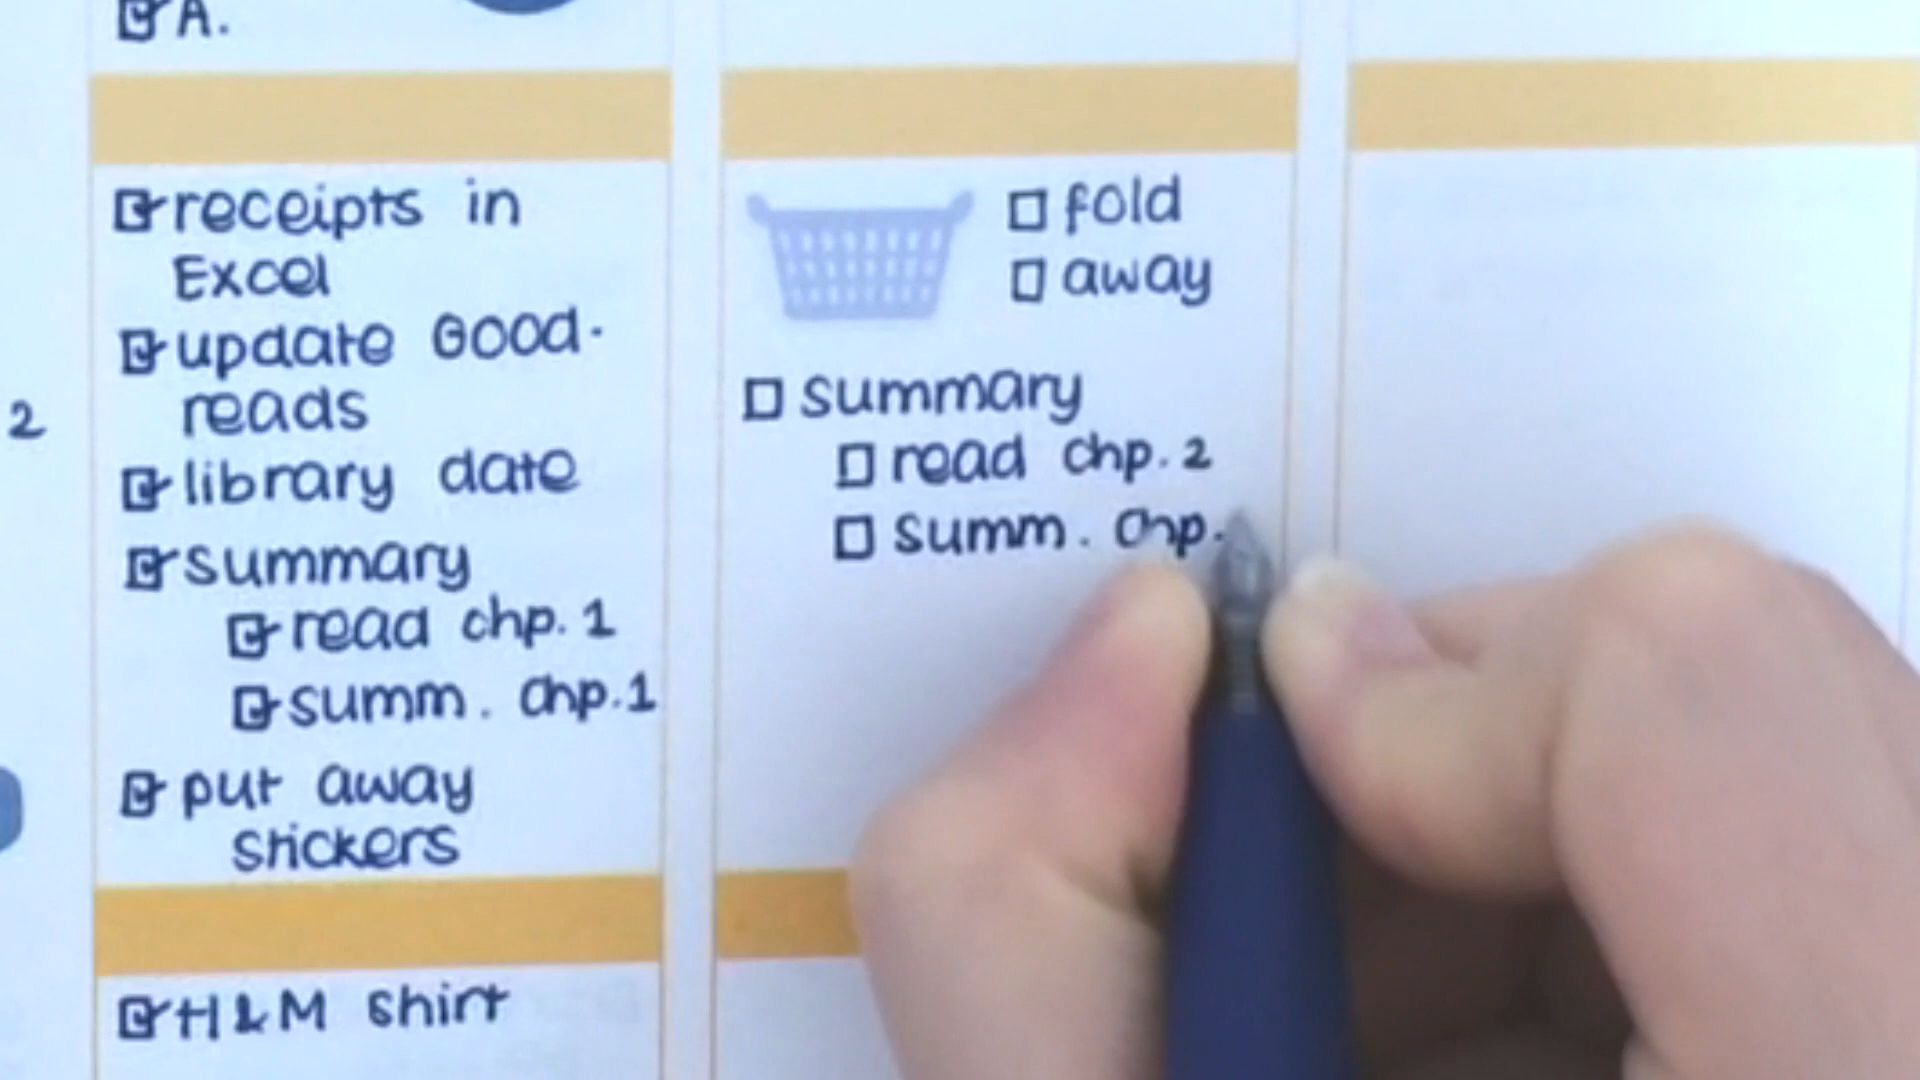 A.
2
receipts in
Excel
update Good-
reads
library date
summary
read chp. 1
summ. chp. 1
put away
stickers
H&M shirt
fold
away
summary
read chp. 2
summ. chp.